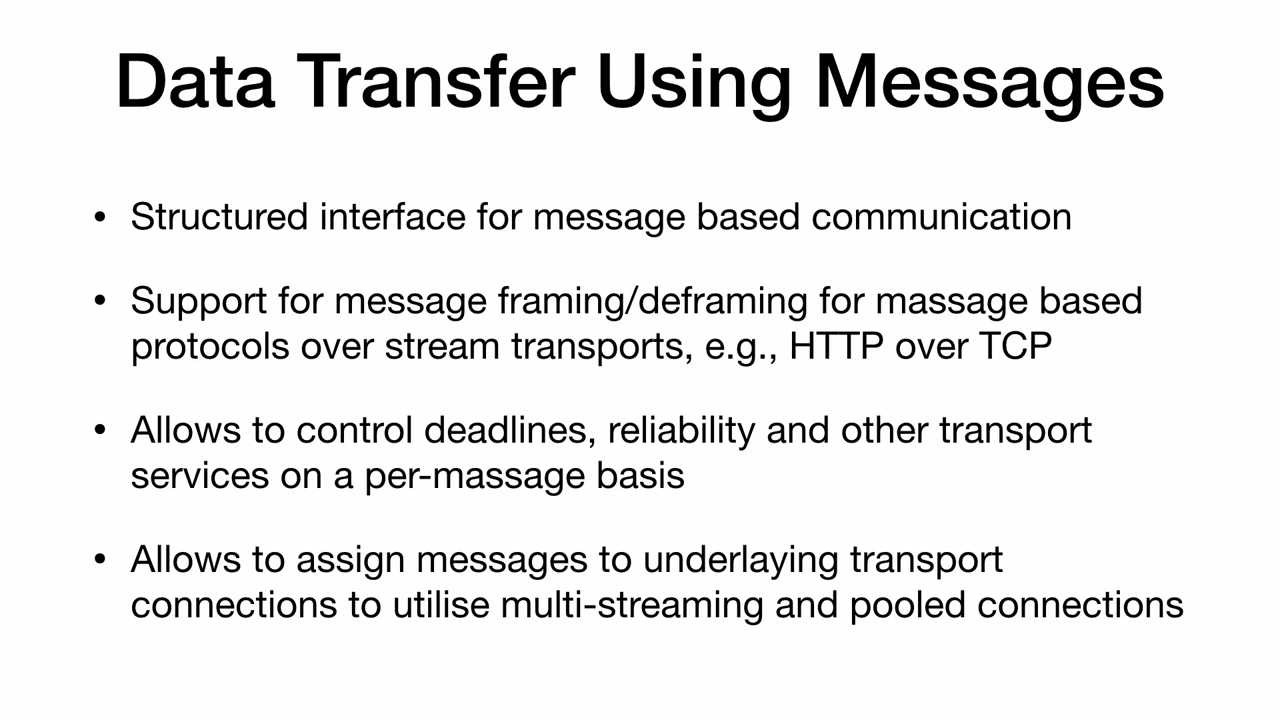 Data Transfer Using Messages
• Structured interface for message based communication
• Support for message framing/deframing for massage based
protocols over stream transports, e.g., HTTP over TCP
• Allows to control deadlines, reliability and other transport
services on a per-massage basis
• Allows to assign messages to underlaying transport
connections to utilise multi-streaming and pooled connections